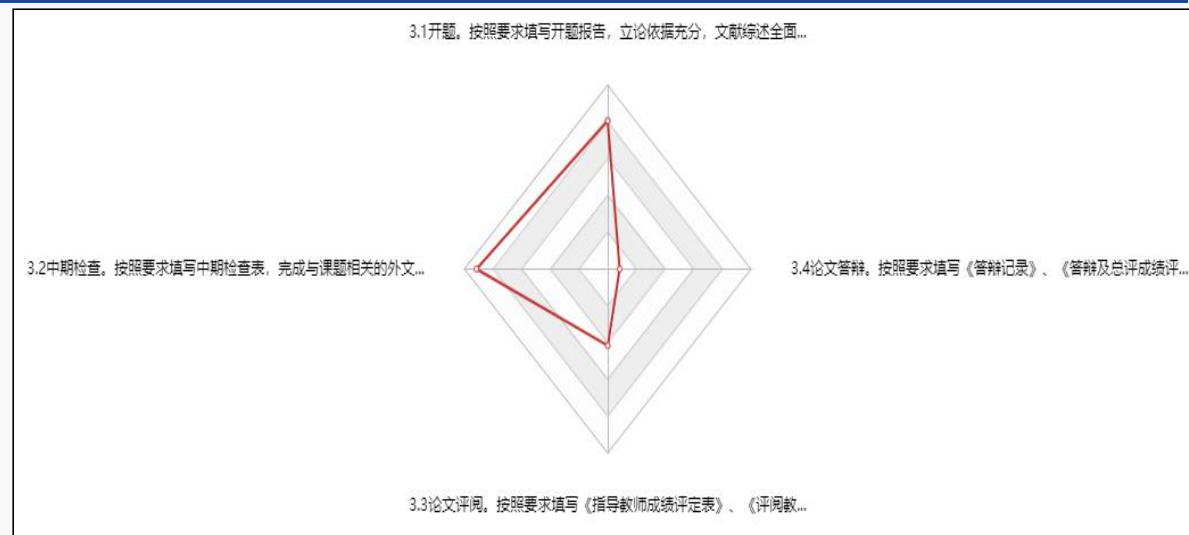 3.1开题。按照要求填写开题报告，立论依据充分，文献综述全面...
3.2中期检查。按照要求填写中期检查表，完成与课题相关的外文...
3.4论文答辩。按照要求填写《答辩记录》、《答辩及总评成绩评...
3.3论文评阅。按照要求填写《指导教师成绩评定表》、《评阅教...